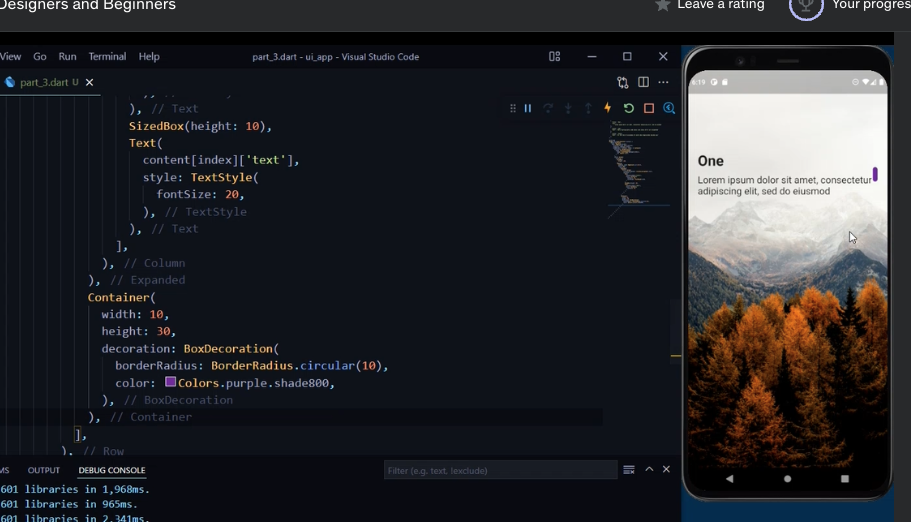 Designers and Beginners
Leave a rating
Your progres
View Go Run Terminal Help
part_3.dart - ui_app - Visual Studio Code
part_3.dart U
), // Text
SizedBox(height: 10),
Text(
content[index]['text'],
style: TextStyle(
fontSize: 20,
), // TextStyle
), // Text
],
), // Column
), // Expanded
Container(
width: 10,
height: 30,
decoration: BoxDecoration(
borderRadius: BorderRadius.circular(10),
color: Colors.purple.shade800,
), // BoxDecoration
), // Container
],
), // Row
MS OUTPUT DEBUG CONSOLE
Filter (e.g. text, !exclude)
601 libraries in 1,968ms.
601 libraries in 965ms.
601 libraries in 2,341ms.
6:19
One
Lorem ipsum dolor sit amet, consectetur
adipiscing elit, sed do eiusmod